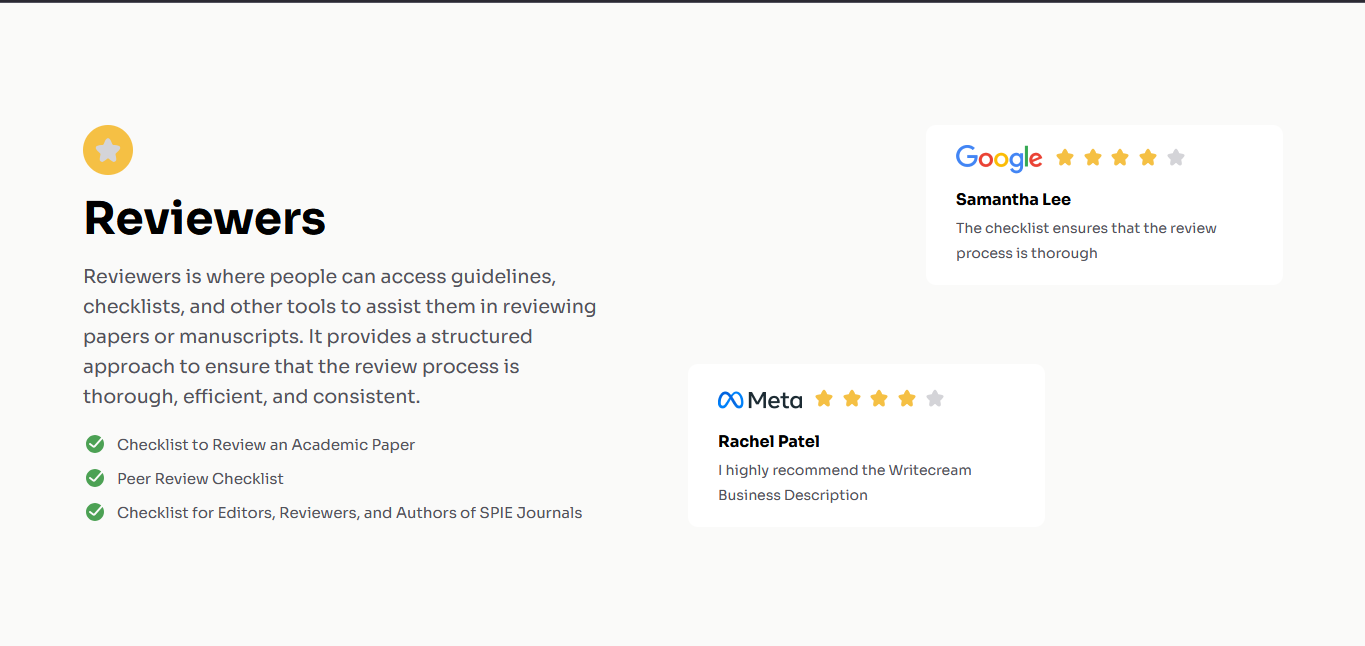 Reviewers
Reviewers is where people can access guidelines,
checklists, and other tools to assist them in reviewing
papers or manuscripts. It provides a structured
approach to ensure that the review process is
thorough, efficient, and consistent.
Checklist to Review an Academic Paper
Peer Review Checklist
Checklist for Editors, Reviewers, and Authors of SPIE Journals
Google
Samantha Lee
The checklist ensures that the review
process is thorough
Meta
Rachel Patel
I highly recommend the Writecream
Business Description